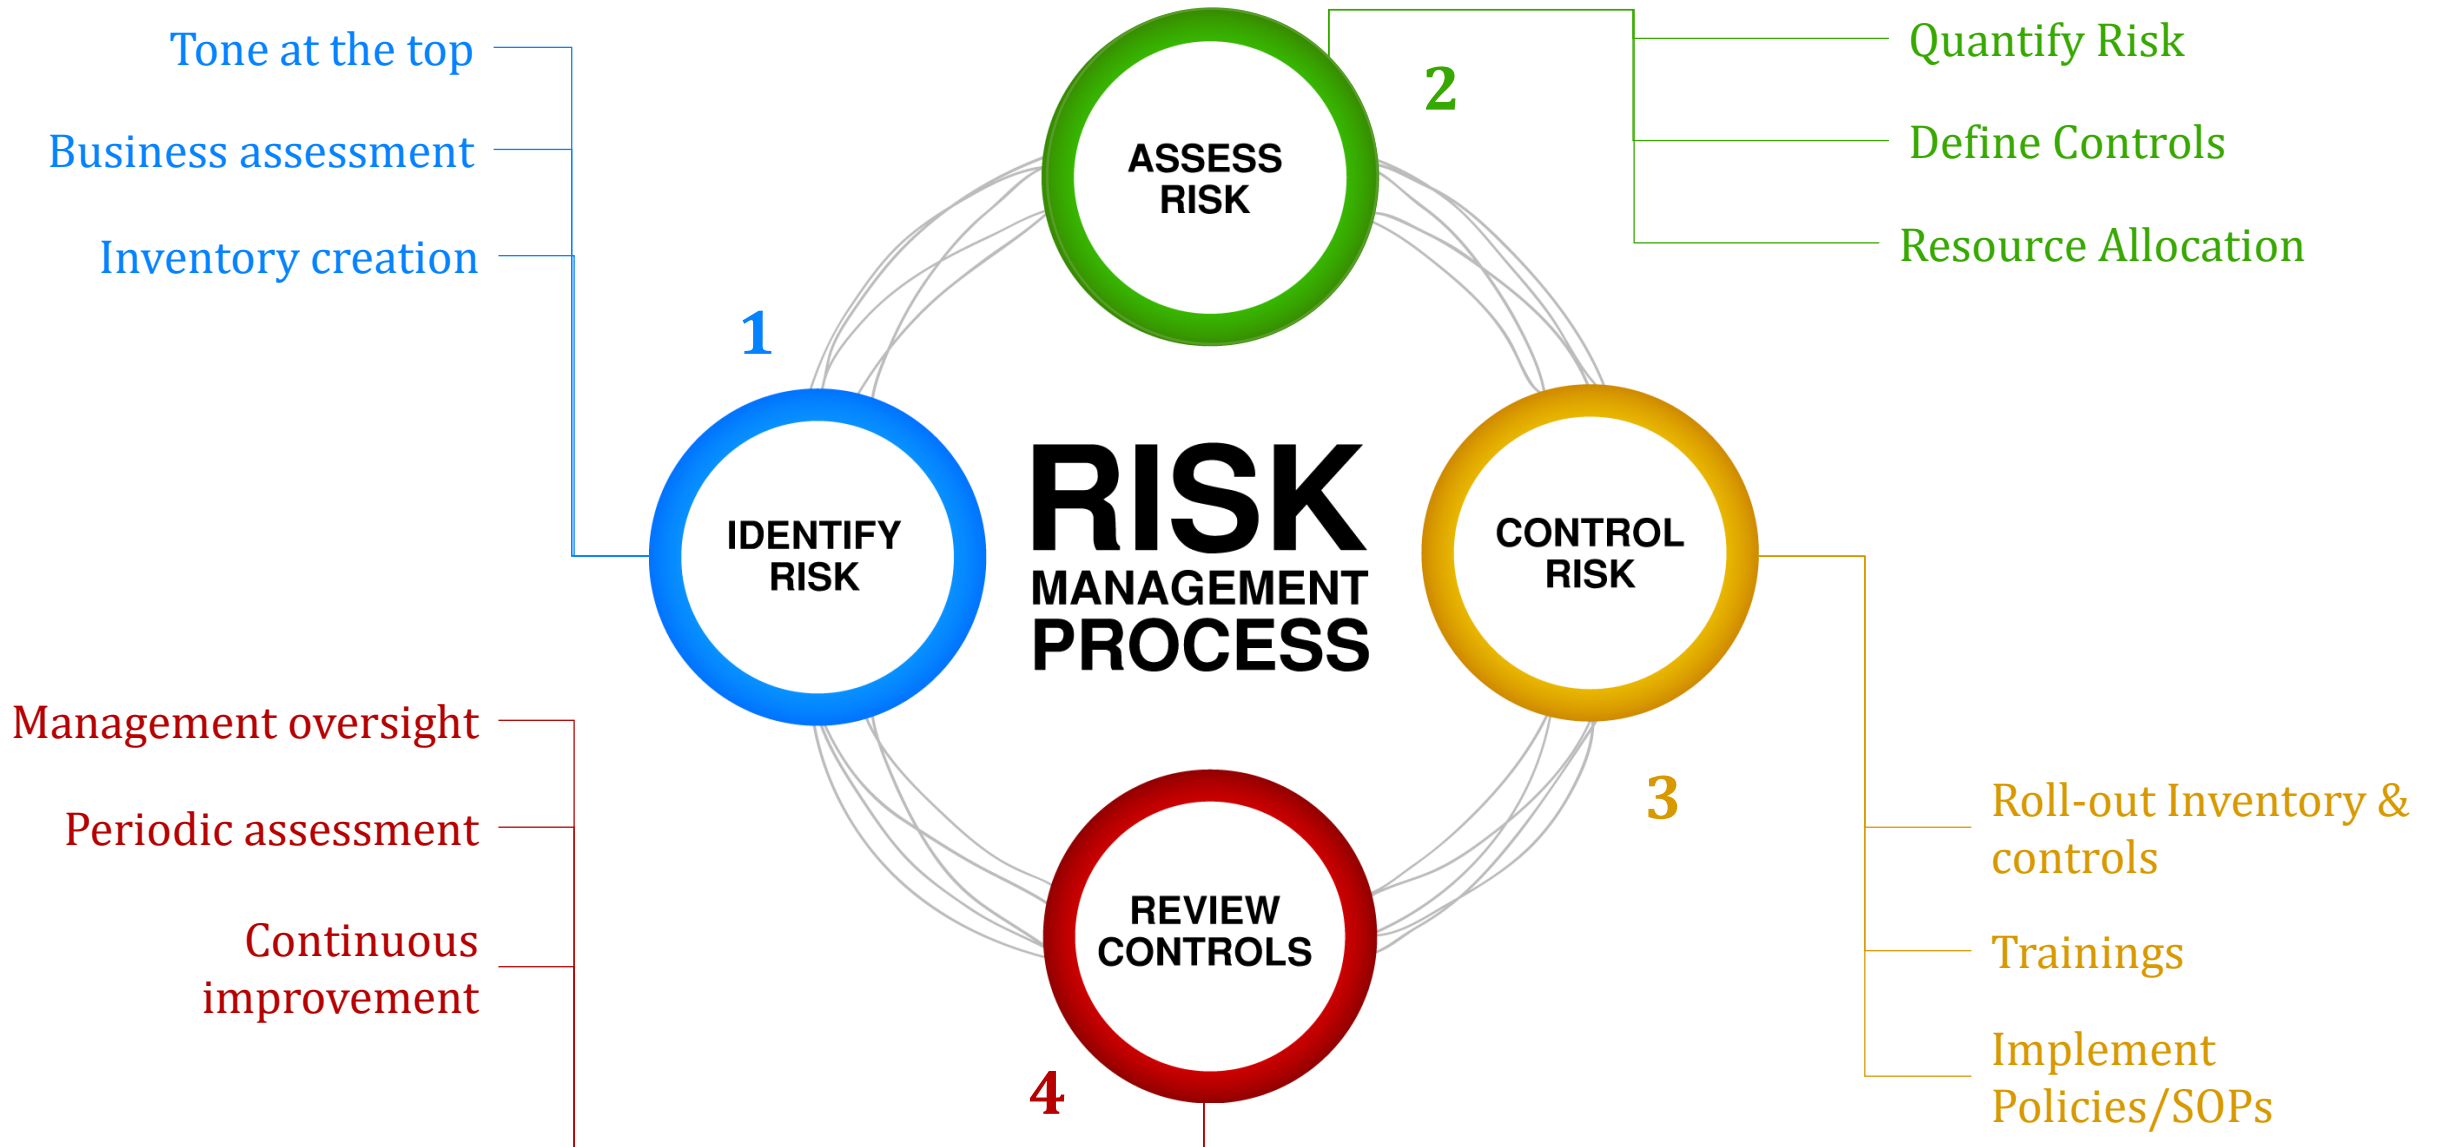 Tone at the top
Business assessment
Inventory creation
1
IDENTIFY
RISK
2
ASSESS
RISK
Quantify Risk
Define Controls
Resource Allocation
RISK
MANAGEMENT
PROCESS
CONTROL
RISK
3
Roll-out Inventory &
controls
Trainings
Implement
Policies/SOPs
REVIEW
CONTROLS
4
Management oversight
Periodic assessment
Continuous
improvement